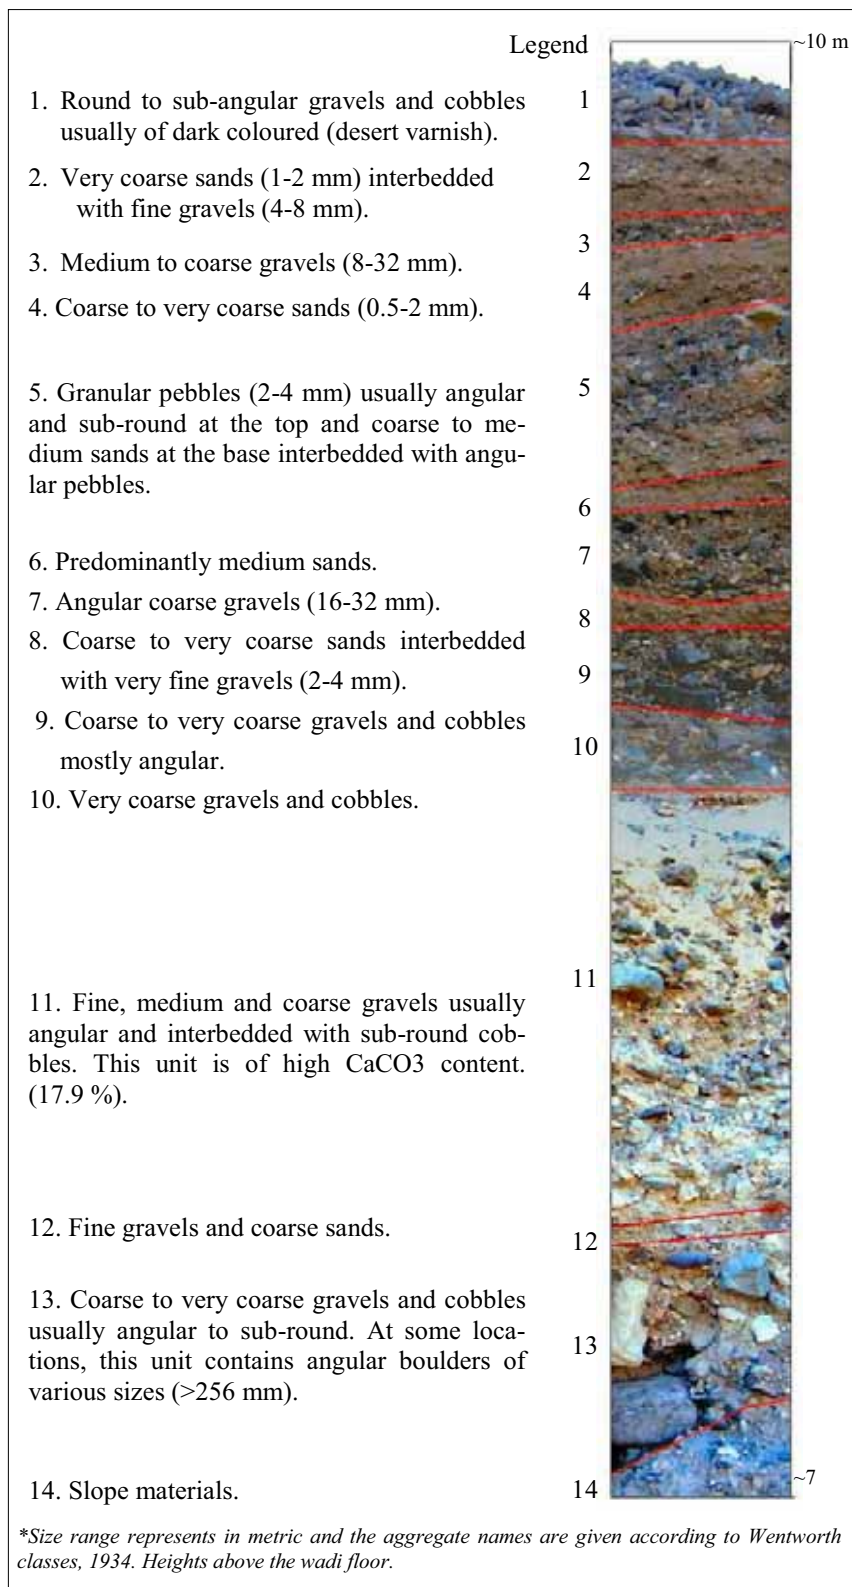 Legend
~10 m
1. Round to sub-angular gravels and cobbles
usually of dark coloured (desert varnish).
1
2. Very coarse sands (1-2 mm) interbedded
with fine gravels (4-8 mm).
2
3. Medium to coarse gravels (8-32 mm).
3
4. Coarse to very coarse sands (0.5-2 mm).
4
5. Granular pebbles (2-4 mm) usually angular
and sub-round at the top and coarse to me-
dium sands at the base interbedded with angu-
lar pebbles.
5
6. Predominantly medium sands.
6
7. Angular coarse gravels (16-32 mm).
7
8. Coarse to very coarse sands interbedded
with very fine gravels (2-4 mm).
8
9. Coarse to very coarse gravels and cobbles
mostly angular.
9
10. Very coarse gravels and cobbles.
10
11. Fine, medium and coarse gravels usually
angular and interbedded with sub-round cob-
bles. This unit is of high CaCO3 content.
(17.9 %).
11
12. Fine gravels and coarse sands.
12
13. Coarse to very coarse gravels and cobbles
usually angular to sub-round. At some loca-
tions, this unit contains angular boulders of
various sizes (>256 mm).
13
14. Slope materials.
14
~7
*Size range represents in metric and the aggregate names are given according to Wentworth
classes, 1934. Heights above the wadi floor.